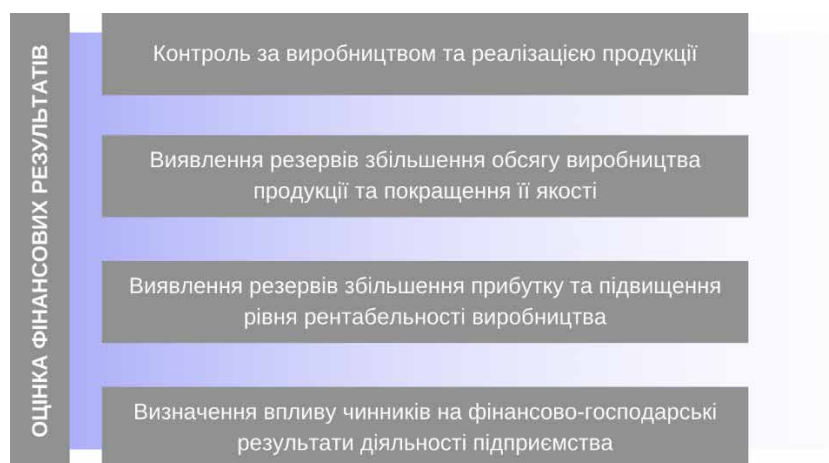 ОЦІНКА ФІНАНСОВИХ РЕЗУЛЬТАТІВ
Контроль за виробництвом та реалізацією продукції
Виявлення резервів збільшення обсягу виробництва
продукції та покращення її якості
Виявлення резервів збільшення прибутку та підвищення
рівня рентабельності виробництва
Визначення впливу чинників на фінансово-господарські
результати діяльності підприємства